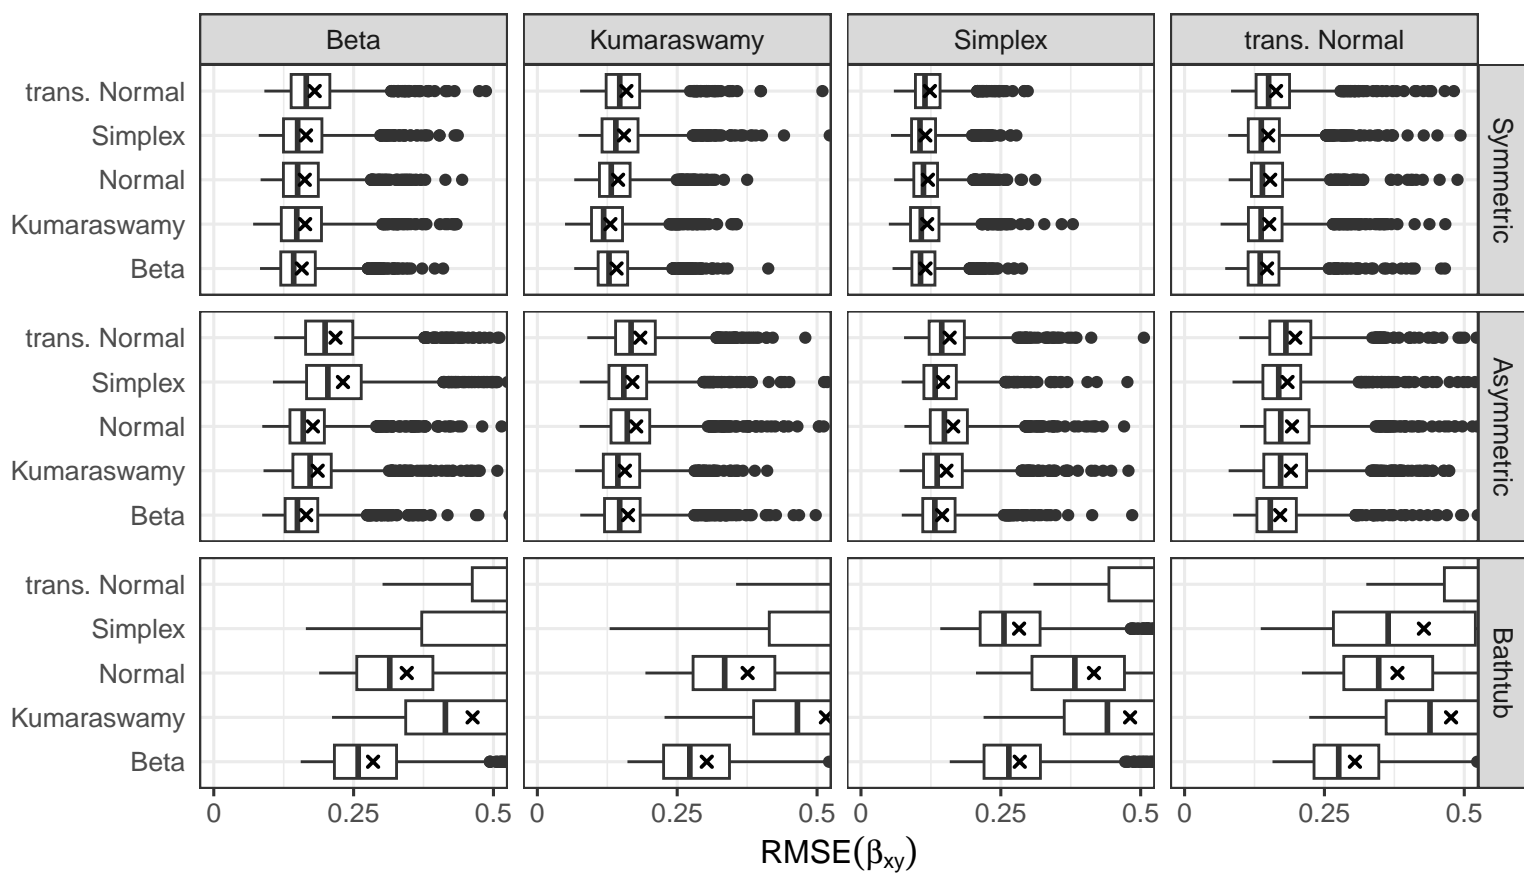 Beta Kumaraswamy Simplex trans. Normal
trans. Normal
Simplex
Normal
Kumaraswamy
Beta
Symmetric
trans. Normal
Simplex
Normal
Kumaraswamy
Beta
Asymmetric
trans. Normal
Simplex
Normal
Kumaraswamy
Beta
Bathtub
0 0.25 0.5 0 0.25 0.5 0 0.25 0.5 0 0.25 0.5
RMSE(βxy)